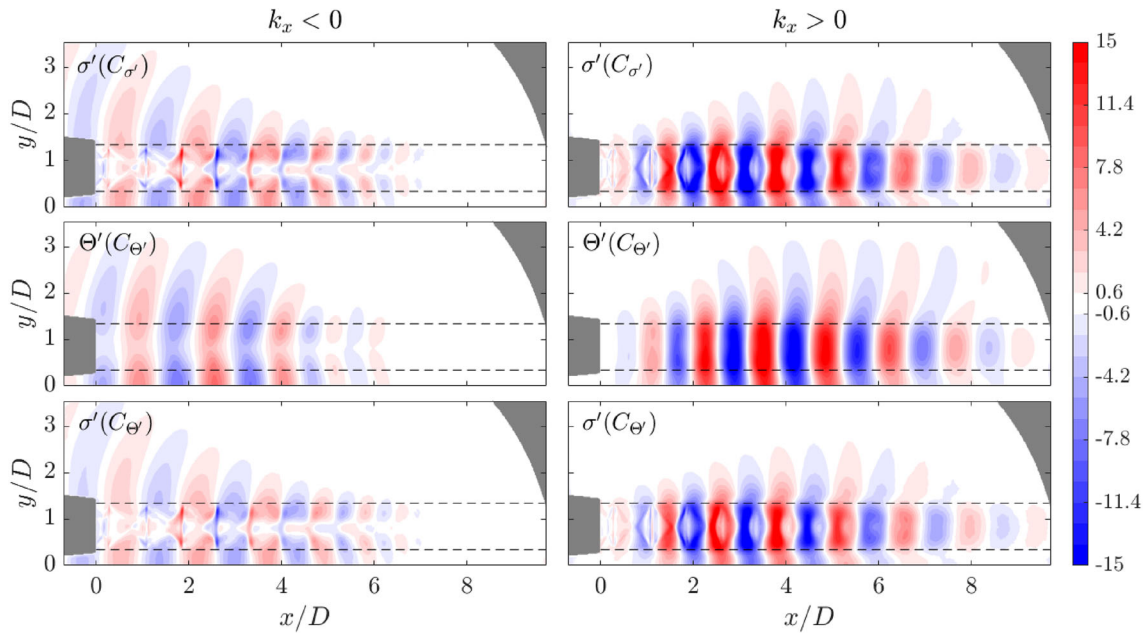 k_x < 0 k_x > 0
σ′(C_σ′) σ′(C_σ′)
y/D 3 2 1 0
Θ′(C_Θ′) Θ′(C_Θ′)
y/D 3 2 1 0
σ′(C_Θ′) σ′(C_Θ′)
y/D 3 2 1 0
0 2 4 6 8 0 2 4 6 8
x/D x/D
15
11.4
7.8
4.2
0.6
-0.6
-4.2
-7.8
-11.4
-15